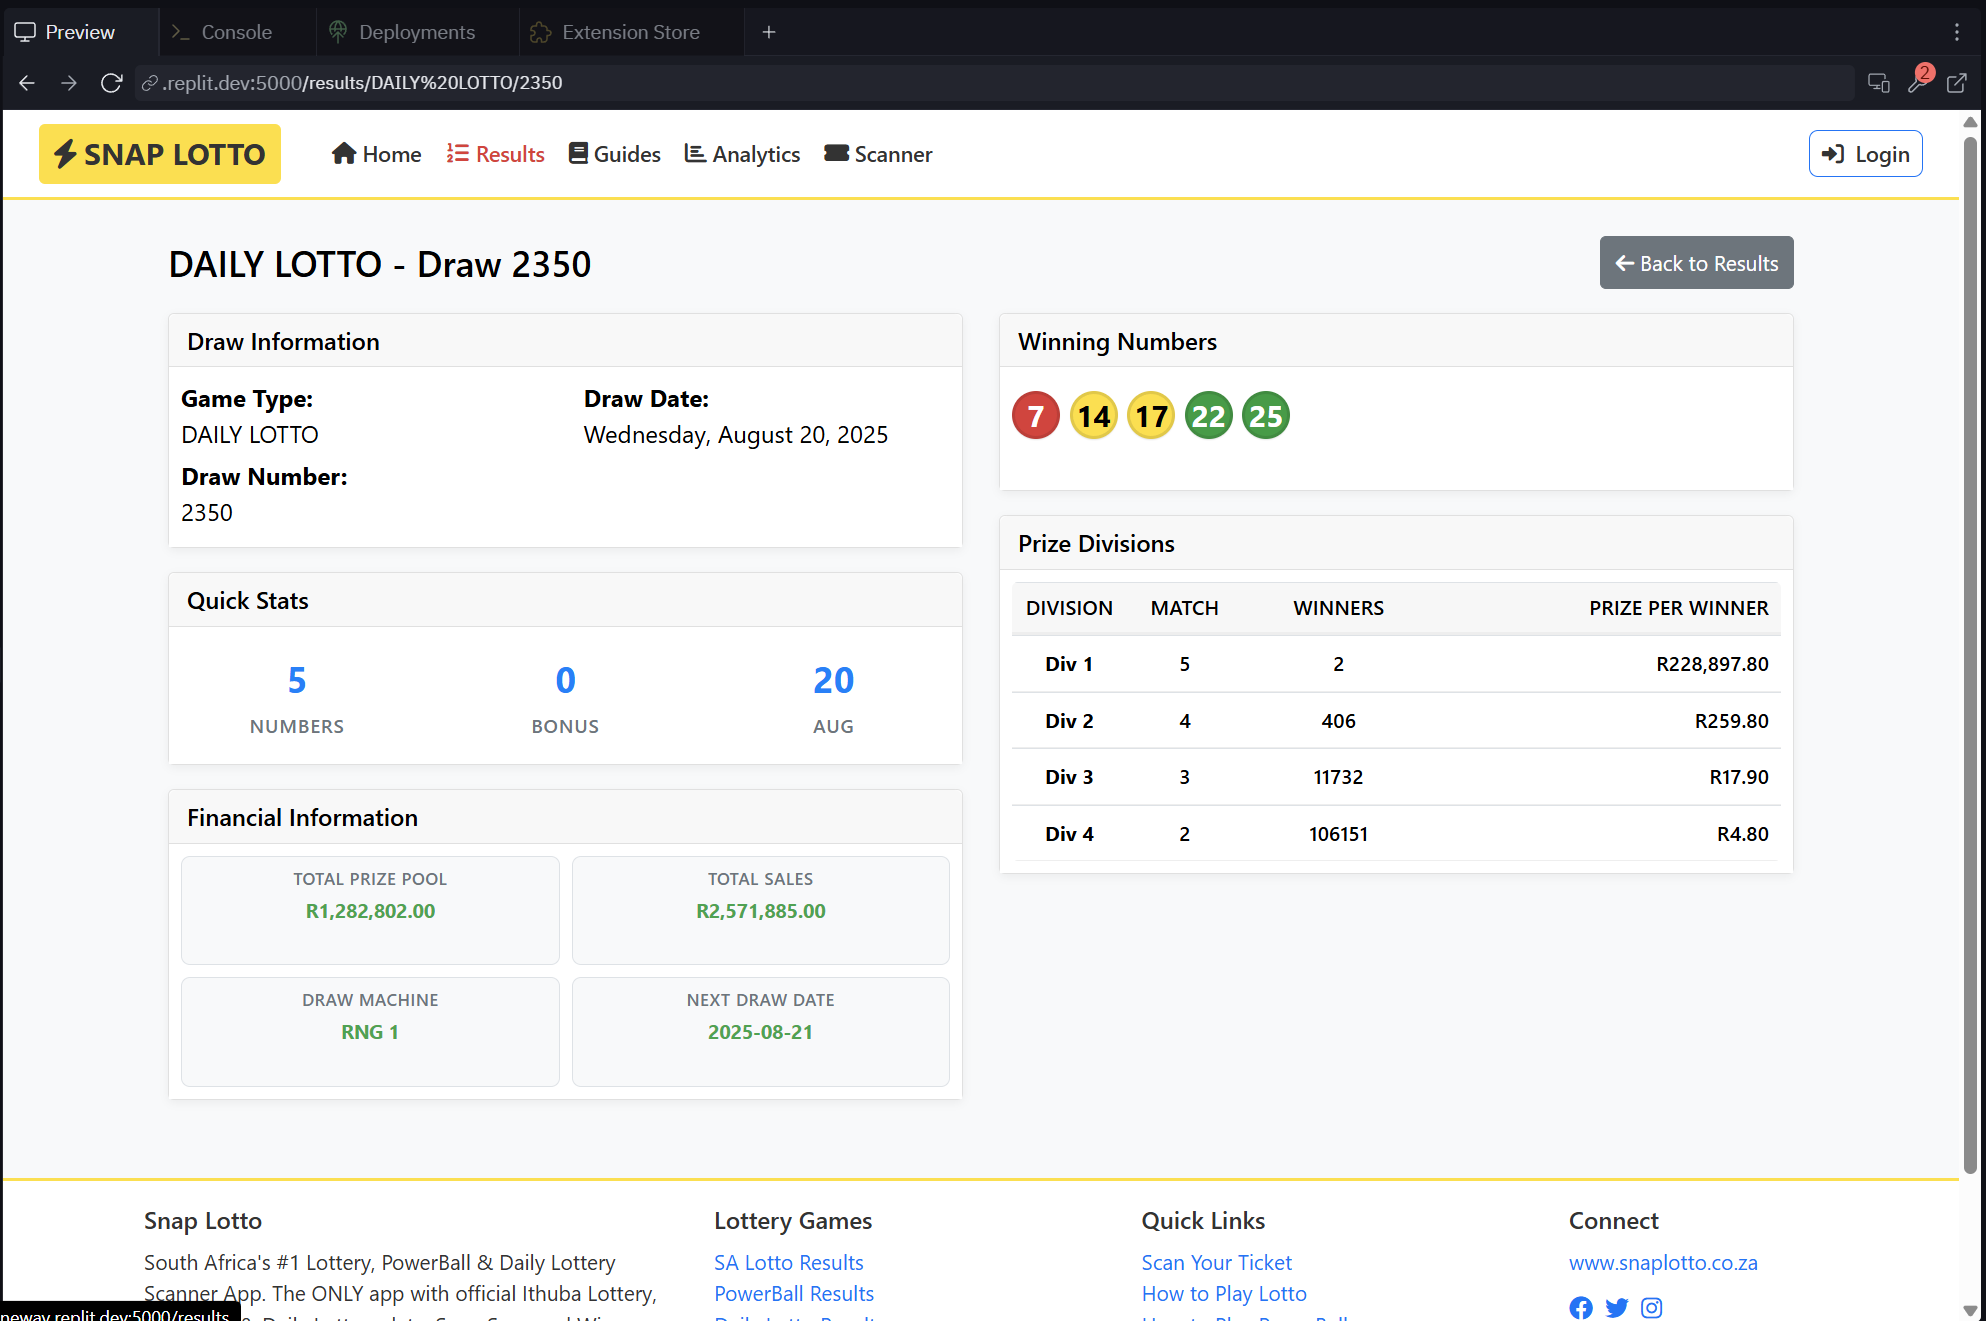 Preview
Console
Deployments
Extension Store
+
.replit.dev:5000/results/DAILY%20LOTTO/2350
2
SNAP LOTTO
Home
Results
Guides
Analytics
Scanner
Login
DAILY LOTTO - Draw 2350
Back to Results
Draw Information
Game Type:
DAILY LOTTO
Draw Date:
Wednesday, August 20, 2025
Draw Number:
2350
Quick Stats
5
NUMBERS
0
BONUS
20
AUG
Financial Information
TOTAL PRIZE POOL
R1,282,802.00
TOTAL SALES
R2,571,885.00
DRAW MACHINE
RNG 1
NEXT DRAW DATE
2025-08-21
Winning Numbers
7 14 17 22 25
Prize Divisions
DIVISION MATCH WINNERS PRIZE PER WINNER
Div 1 5 2 R228,897.80
Div 2 4 406 R259.80
Div 3 3 11732 R17.90
Div 4 2 106151 R4.80
Snap Lotto
South Africa's #1 Lottery, PowerBall & Daily Lottery
Scanner App. The ONLY app with official Ithuba Lottery,
Lottery Games
SA Lotto Results
PowerBall Results
Quick Links
Scan Your Ticket
How to Play Lotto
Connect
www.snaplotto.co.za
neway.replit.dev:5000/results